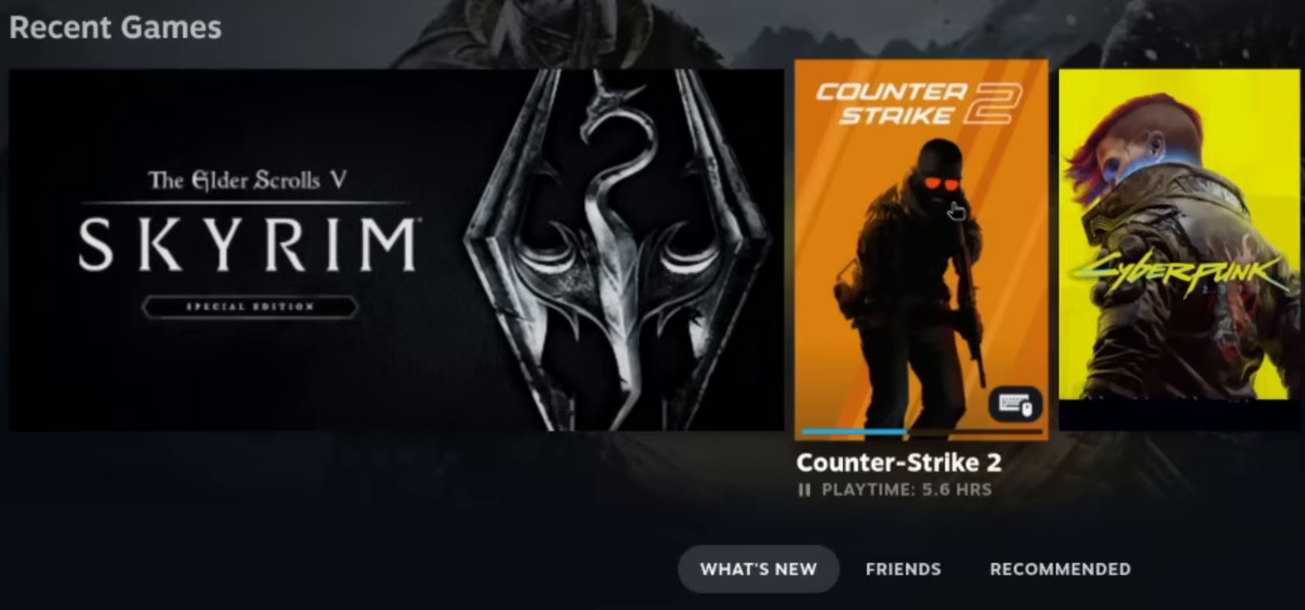 Recent Games
The Elder Scrolls V
SKYRIM
SPECIAL EDITION
COUNTER
STRIKE 2
CYBERPUNK
Counter-Strike 2
PLAYTIME: 5.6 HRS
WHAT'S NEW
FRIENDS
RECOMMENDED